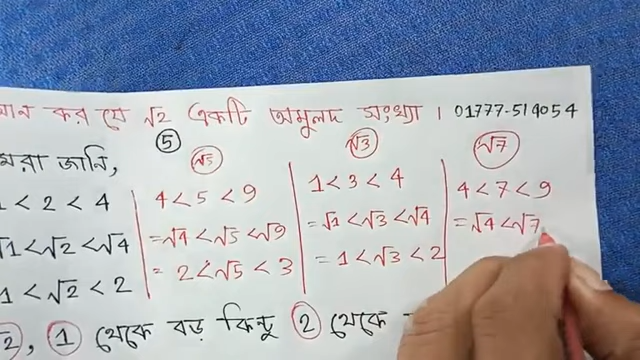 কর যে √2 একটি অমূলদ সংখ্যা । 01777-519054
5
জানি,
√5
√3
√7
1 < 2 < 4
4 < 5 < 9
1 < 3 < 4
4 < 7 < 9
√1 < √2 < √4
= √4 < √5 < √9
= √1 < √3 < √4
= √4 < √7
1 < √2 < 2
= 2 < √5 < 3
= 1 < √3 < 2
√2, 1 থেকে বড় কিন্তু 2 থেকে